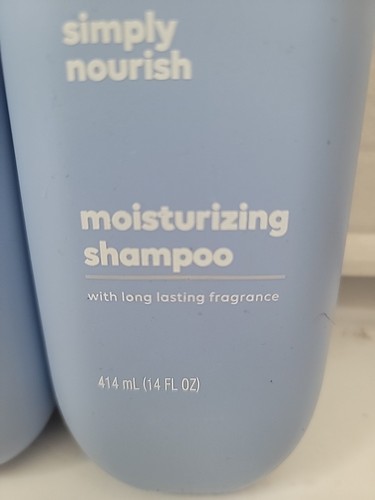 simply
nourish
moisturizing
shampoo
with long lasting fragrance
414 mL (14 FL OZ)